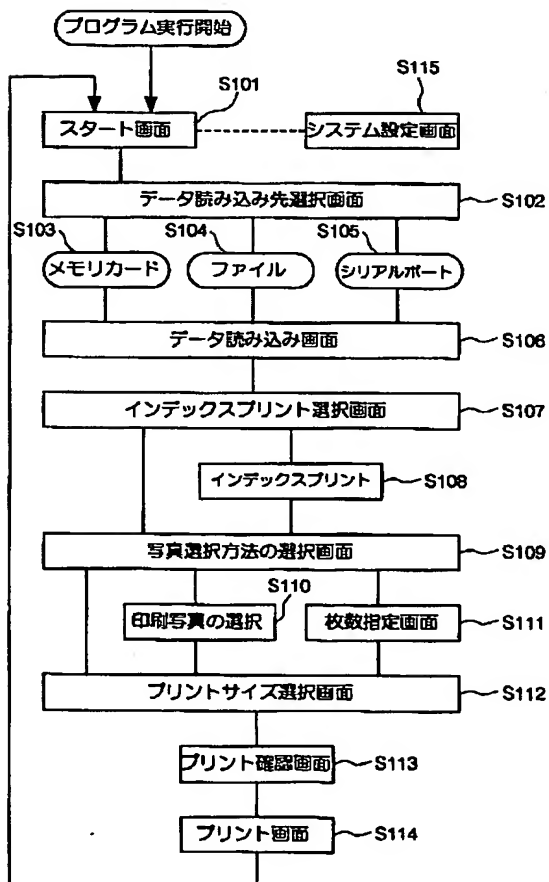 プログラム実行開始
S101
スタート画面
S115
システム設定画面
データ読み込み先選択画面
S102
S103
メモリカード
S104
ファイル
S105
シリアルポート
データ読み込み画面
S106
インデックスプリント選択画面
S107
インデックスプリント
S108
写真選択方法の選択画面
S109
S110
印刷写真の選択
枚数指定画面
S111
プリントサイズ選択画面
S112
プリント確認画面
S113
プリント画面
S114